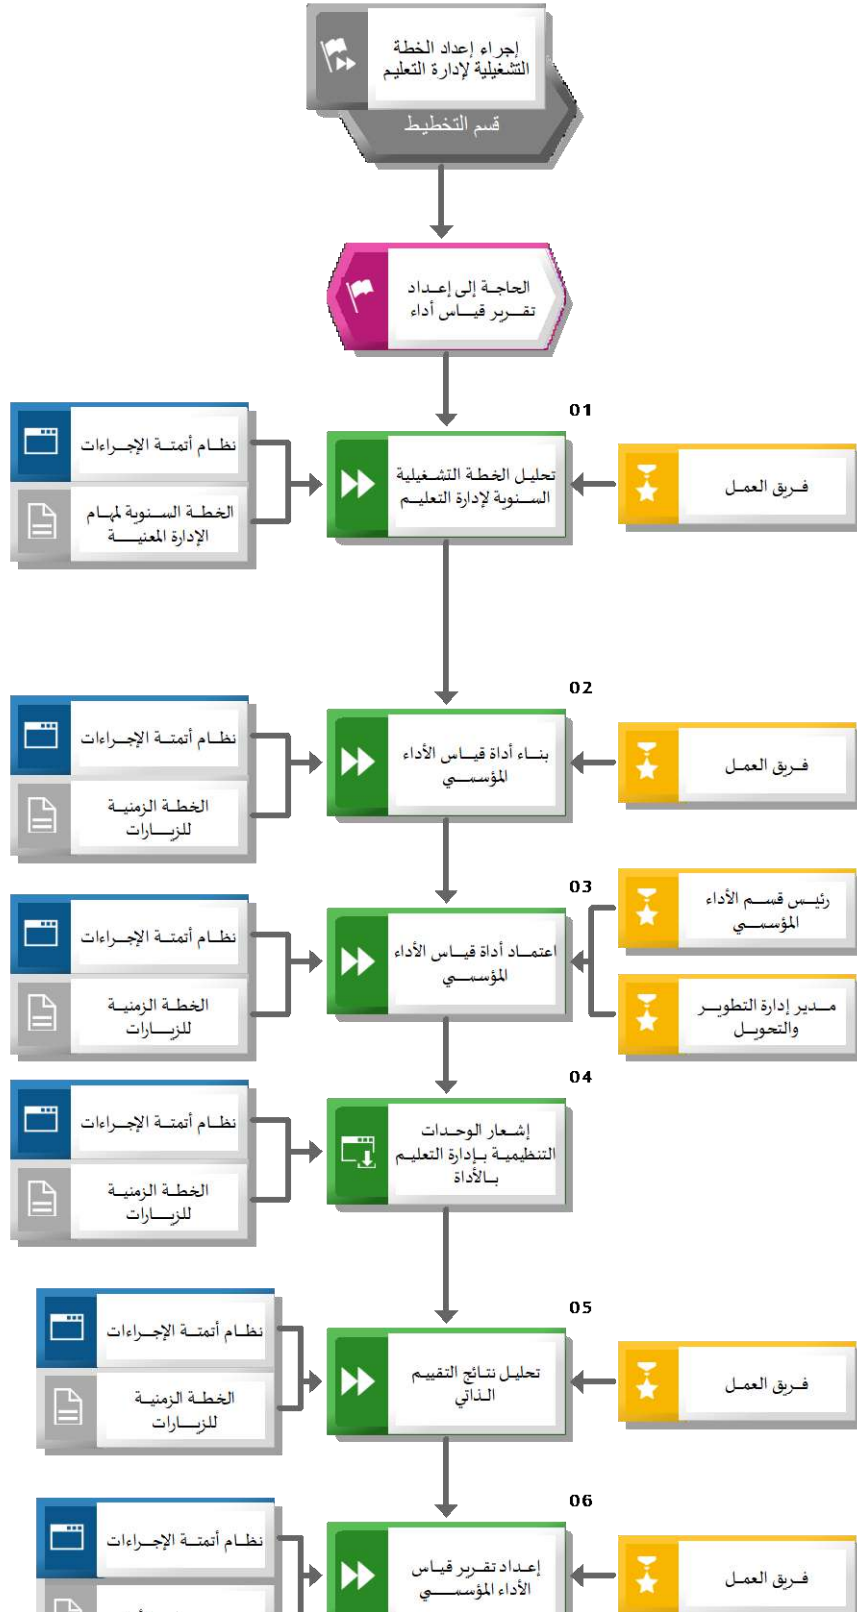 إجراء إعداد الخطة
التشغيلية لإدارة التعليم
قسم التخطيط
الحاجة إلى إعداد
تقرير قياس أداء
01
تحليل الخطة التشغيلية
السنوية لإدارة التعليم
فريق العمل
نظام أتمتة الإجراءات
الخطة السنوية لمهام
الإدارة المعنية
02
بناء أداة قياس الأداء
المؤسسي
فريق العمل
نظام أتمتة الإجراءات
الخطة الزمنية
للزيارات
03
اعتماد أداة قياس الأداء
المؤسسي
رئيس قسم الأداء
المؤسسي
مدير إدارة التطوير
والتحويل
نظام أتمتة الإجراءات
الخطة الزمنية
للزيارات
04
إشعار الوحدات
التنظيمية بإدارة التعليم
بالأداة
نظام أتمتة الإجراءات
الخطة الزمنية
للزيارات
05
تحليل نتائج التقييم
الذاتي
فريق العمل
نظام أتمتة الإجراءات
الخطة الزمنية
للزيارات
06
إعداد تقرير قياس
الأداء المؤسسي
فريق العمل
نظام أتمتة الإجراءات